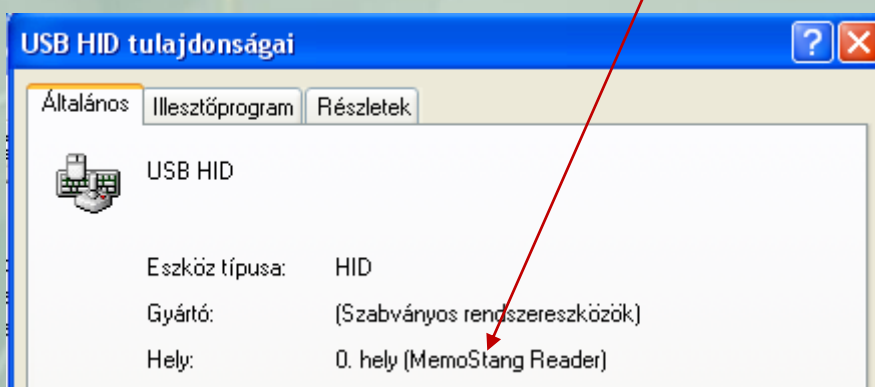 USB HID tulajdonságai
Általános Illesztőprogram Részletek
USB HID
Eszköz típusa: HID
Gyártó: (Szabványos rendszereszközök)
Hely: 0. hely (MemoStang Reader)